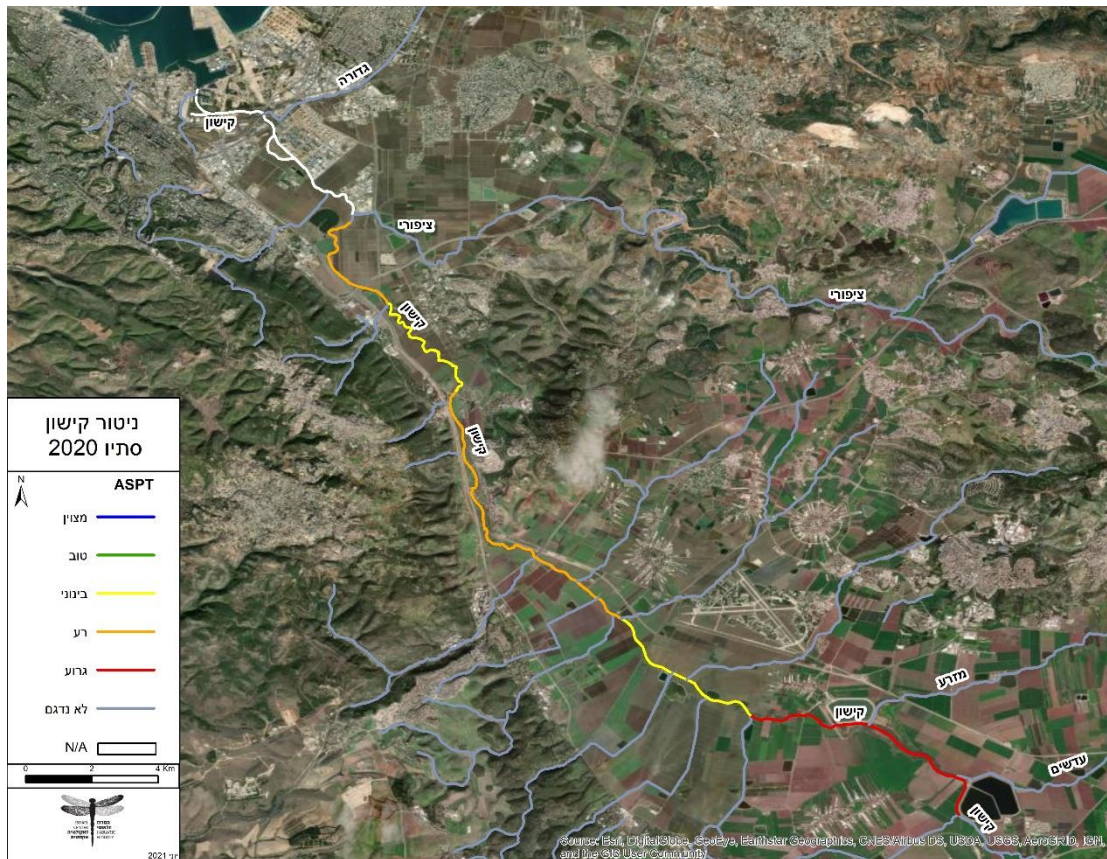 גדורה
קישון
ציפורי
ציפורי
קישון
קישון
מזרע
קישון
עדשים
קישון
ניטור קישון
סתיו 2020
N
ASPT
מצוין
טוב
בינוני
רע
גרוע
לא נדגם
N/A
0 2 4 Km
יוני 2021
Source: Esri, DigitalGlobe, GeoEye, Earthstar Geographics, CNES/Airbus DS, USDA, USGS, AeroGRID, IGN,
and the GIS User Community